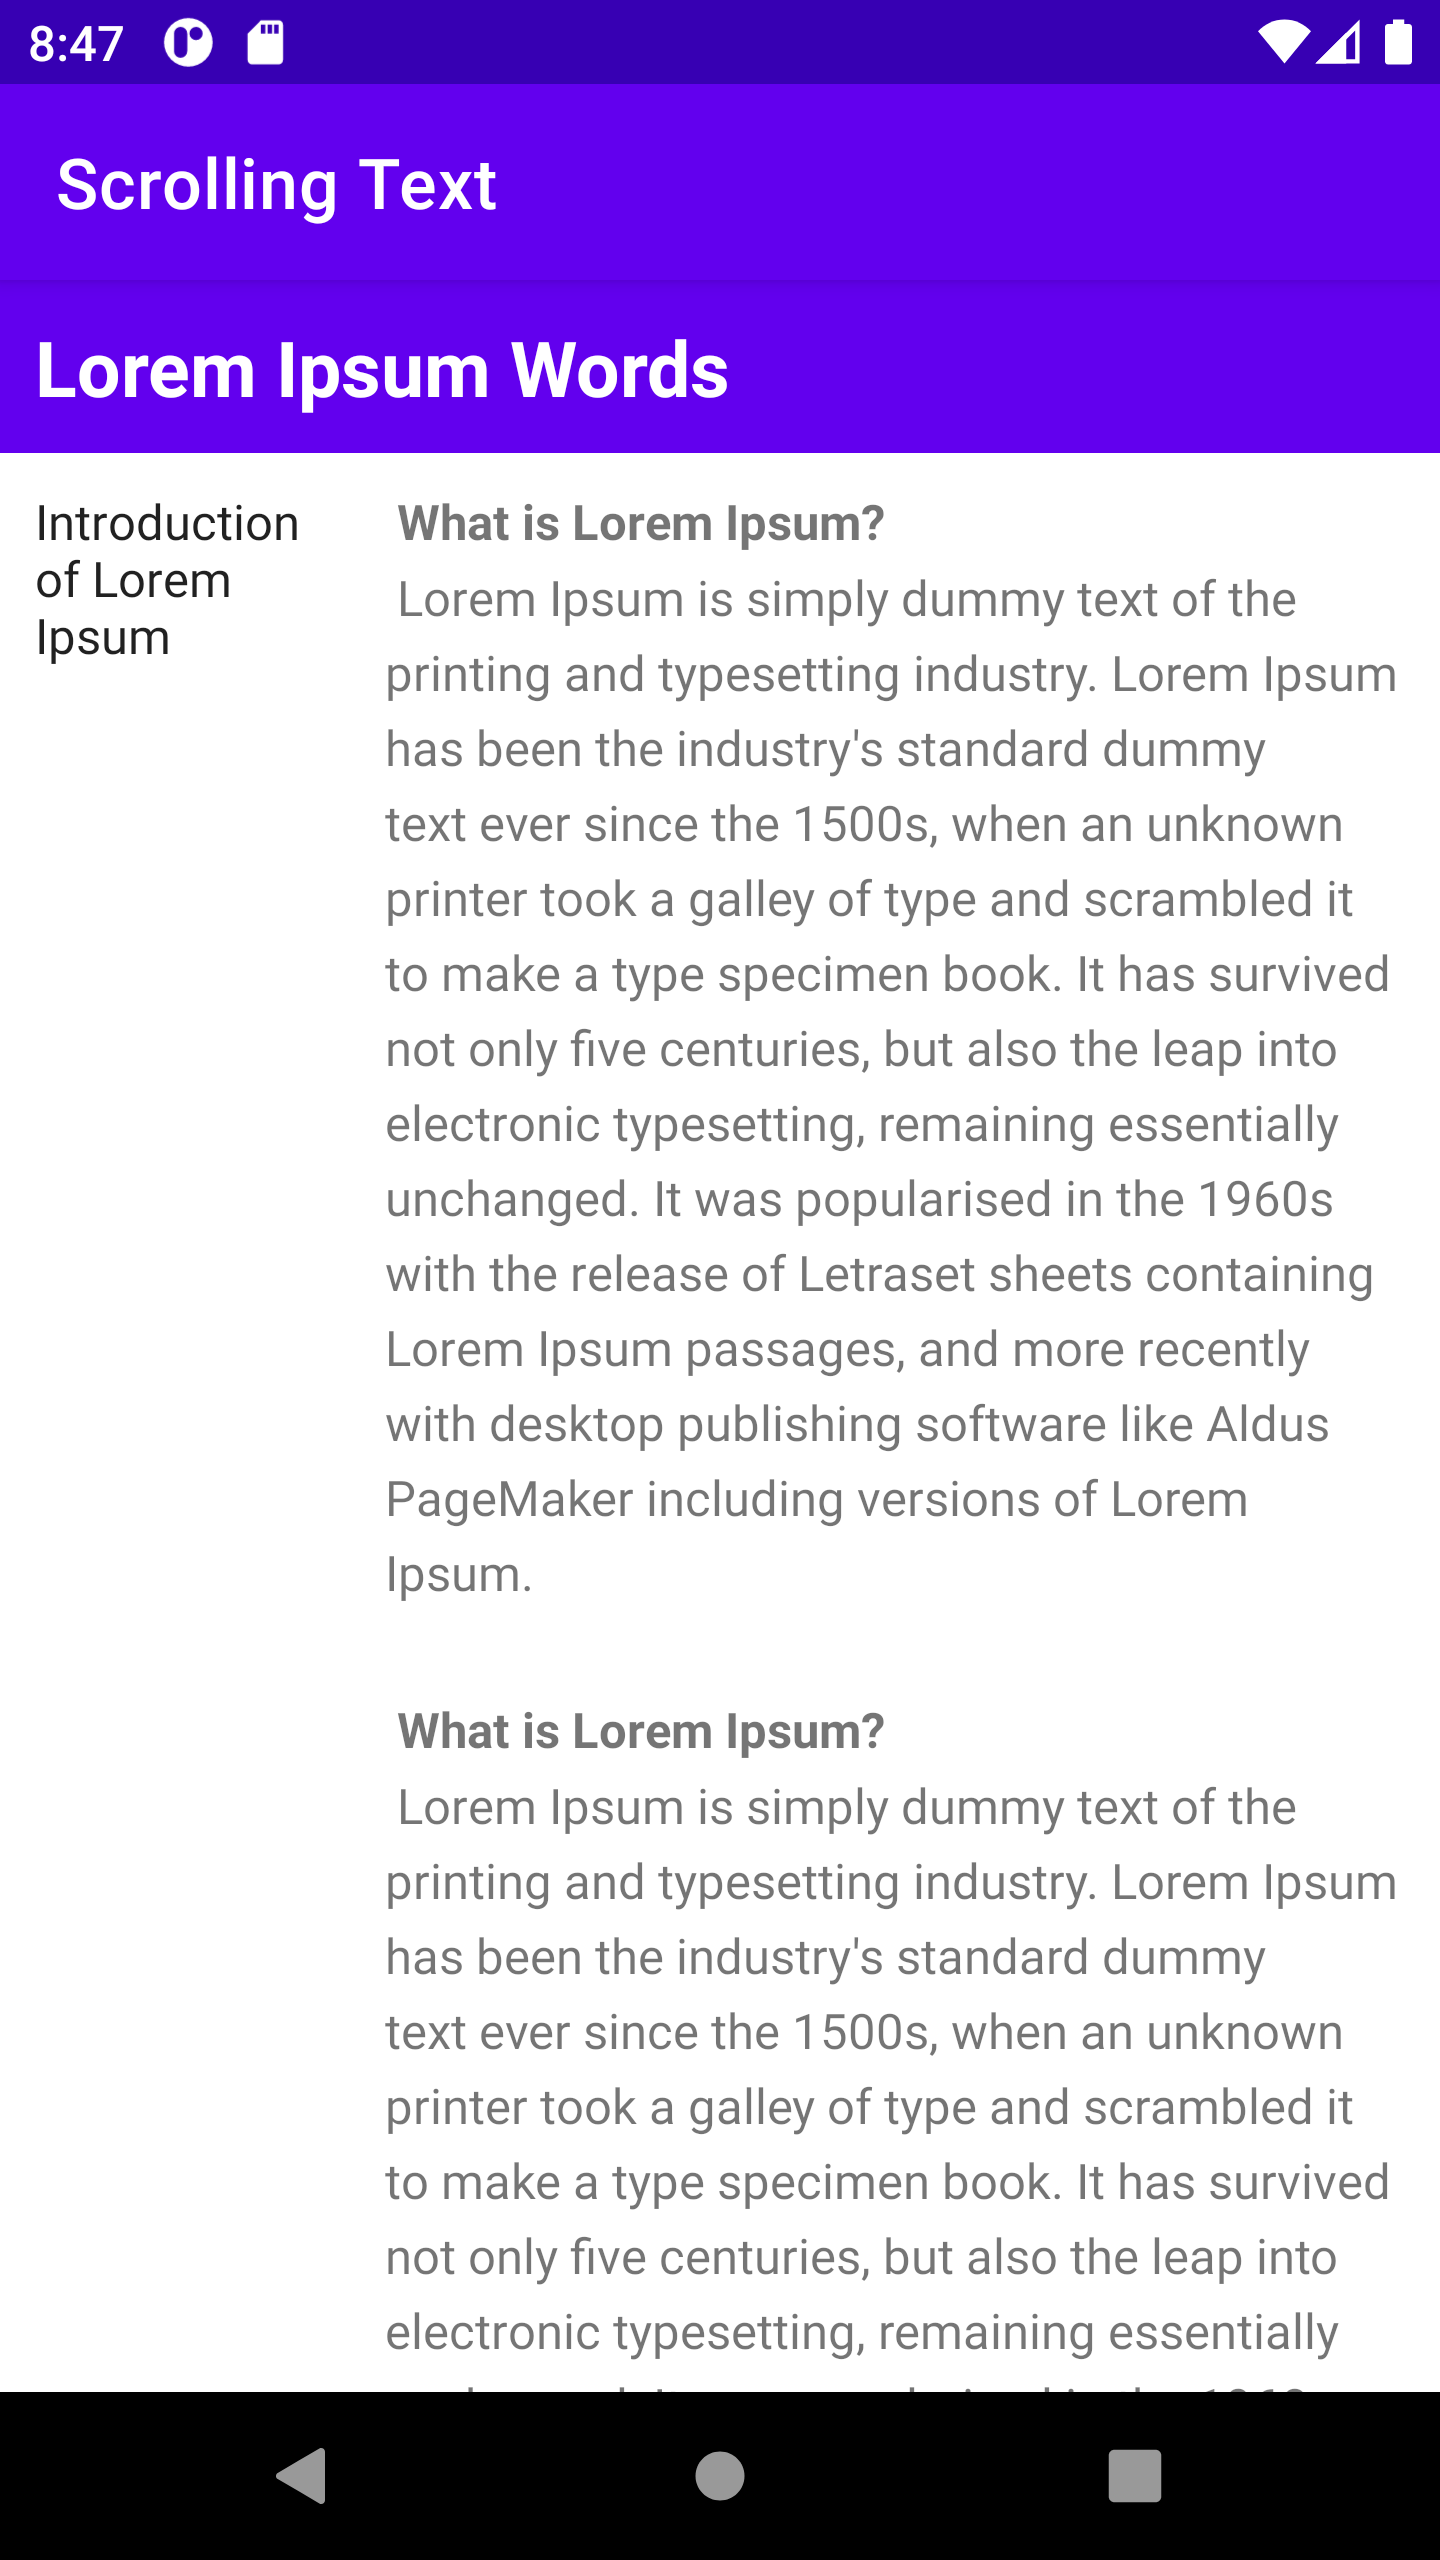 8:47
Scrolling Text
Lorem Ipsum Words
Introduction
of Lorem
Ipsum
What is Lorem Ipsum?
Lorem Ipsum is simply dummy text of the
printing and typesetting industry. Lorem Ipsum
has been the industry's standard dummy
text ever since the 1500s, when an unknown
printer took a galley of type and scrambled it
to make a type specimen book. It has survived
not only five centuries, but also the leap into
electronic typesetting, remaining essentially
unchanged. It was popularised in the 1960s
with the release of Letraset sheets containing
Lorem Ipsum passages, and more recently
with desktop publishing software like Aldus
PageMaker including versions of Lorem
Ipsum.
What is Lorem Ipsum?
Lorem Ipsum is simply dummy text of the
printing and typesetting industry. Lorem Ipsum
has been the industry's standard dummy
text ever since the 1500s, when an unknown
printer took a galley of type and scrambled it
to make a type specimen book. It has survived
not only five centuries, but also the leap into
electronic typesetting, remaining essentially